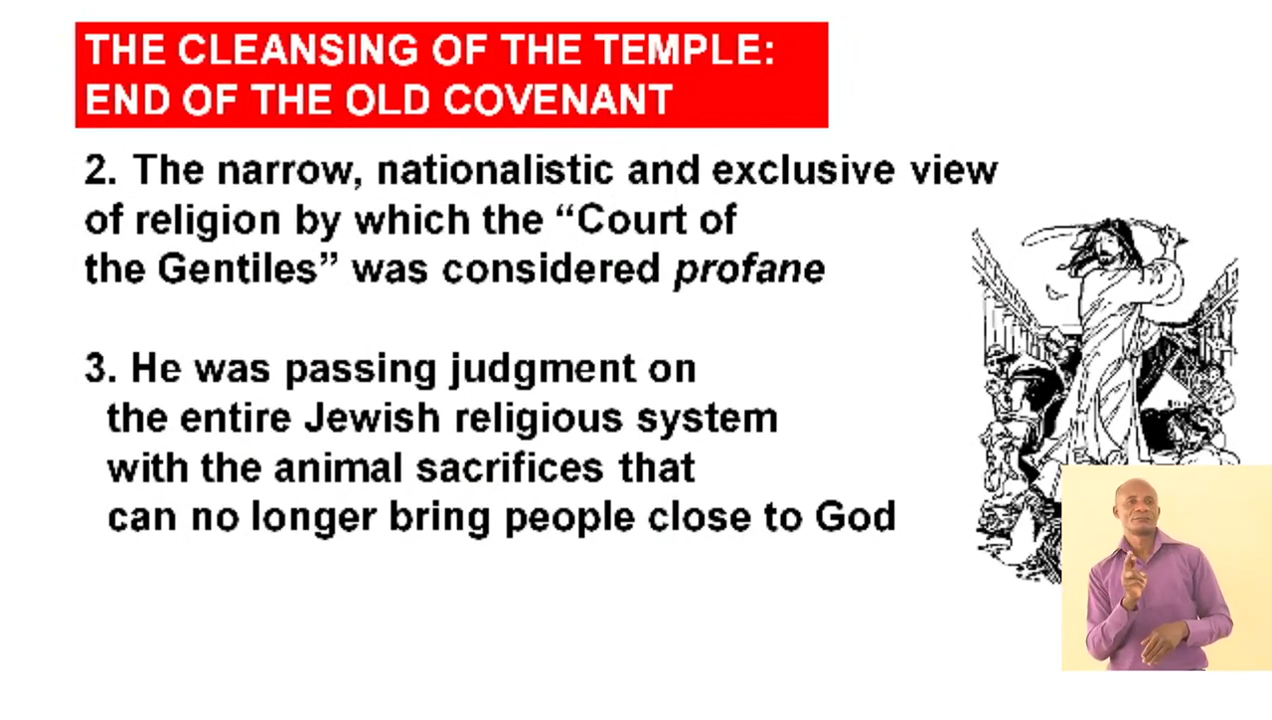 THE CLEANSING OF THE TEMPLE:
END OF THE OLD COVENANT
2. The narrow, nationalistic and exclusive view
of religion by which the “Court of
the Gentiles” was considered profane
3. He was passing judgment on
the entire Jewish religious system
with the animal sacrifices that
can no longer bring people close to God